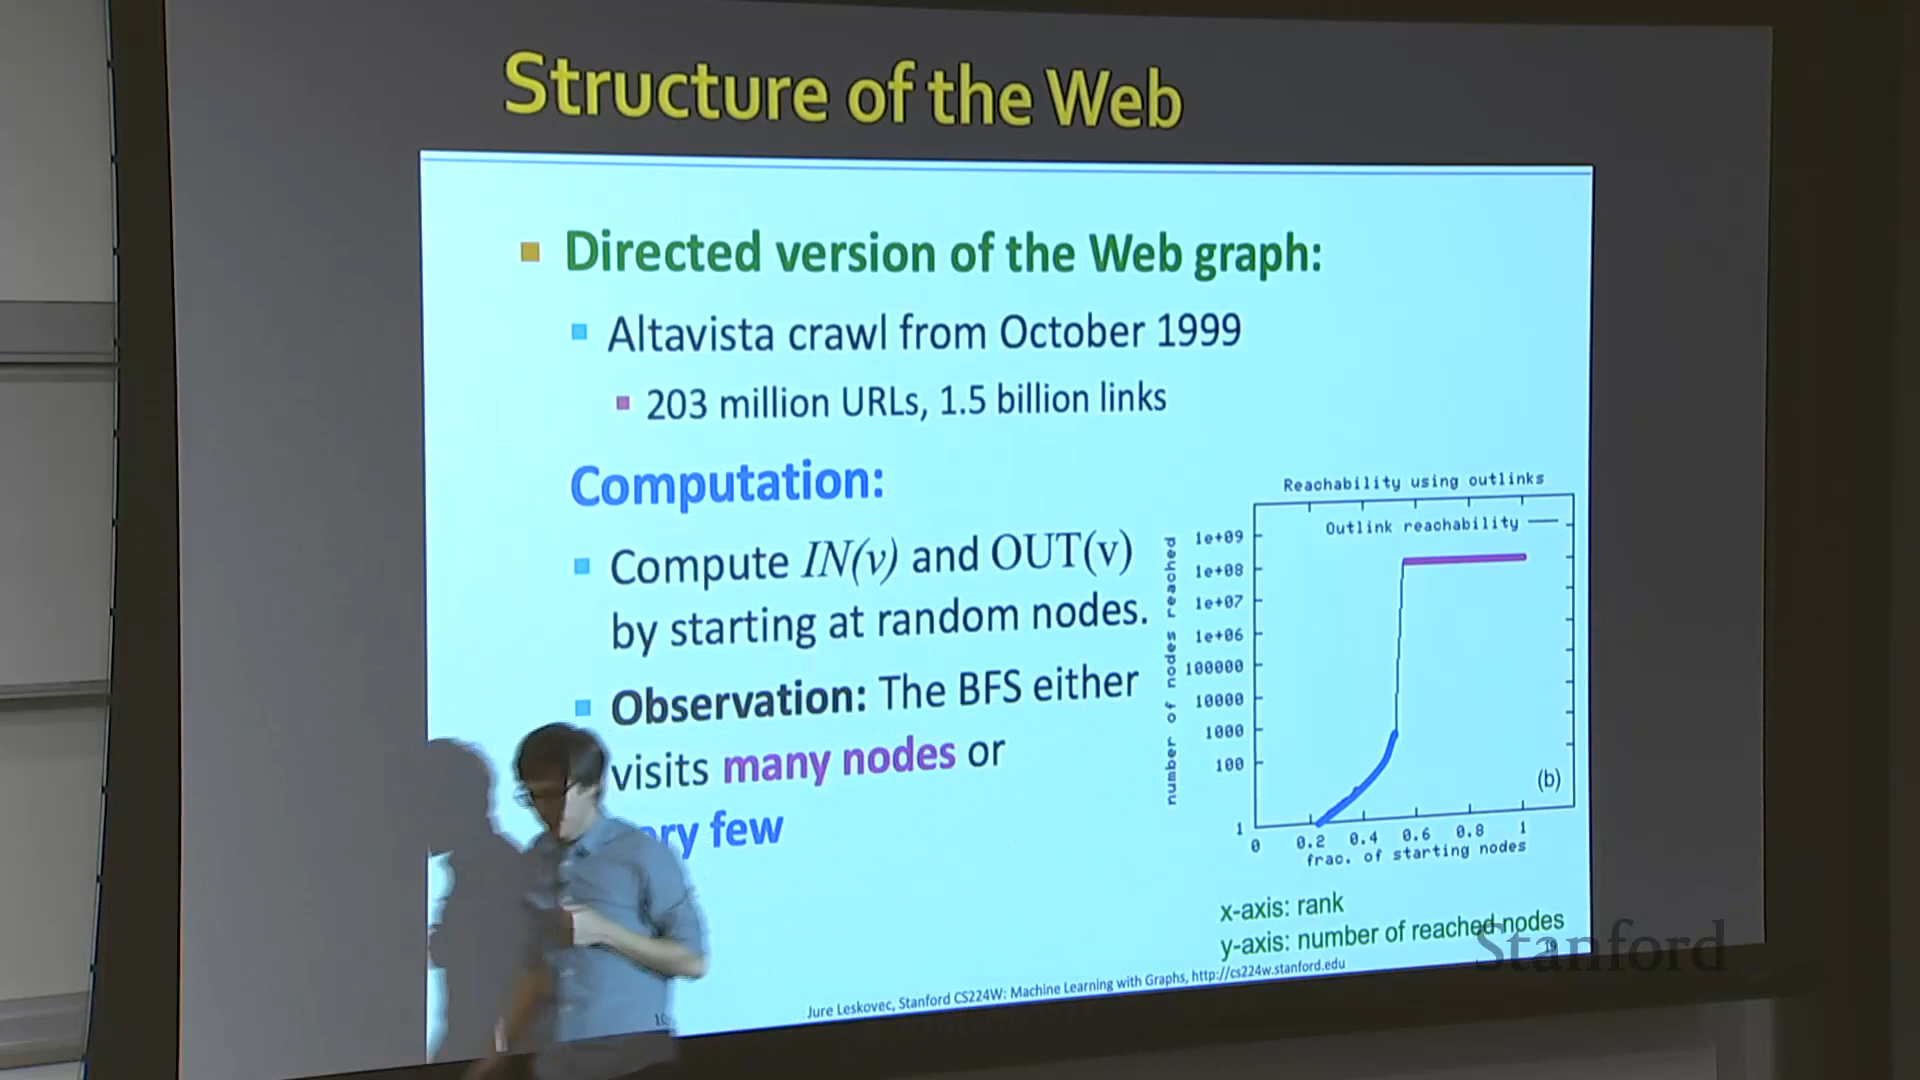 Structure of the Web
Directed version of the Web graph:
Altavista crawl from October 1999
203 million URLs, 1.5 billion links
Computation:
Compute IN(v) and OUT(v)
by starting at random nodes.
Observation: The BFS either
visits many nodes or
few
Reachability using outlinks
Outlink reachability
number of nodes reached
1e+09
1e+08
1e+07
1e+06
100000
10000
1000
100
1
0 0.2 0.4 0.6 0.8 1
frac. of starting nodes
(b)
x-axis: rank
y-axis: number of reached nodes
Stanford
19
Jure Leskovec, Stanford CS224W: Machine Learning with Graphs, http://cs224w.stanford.edu